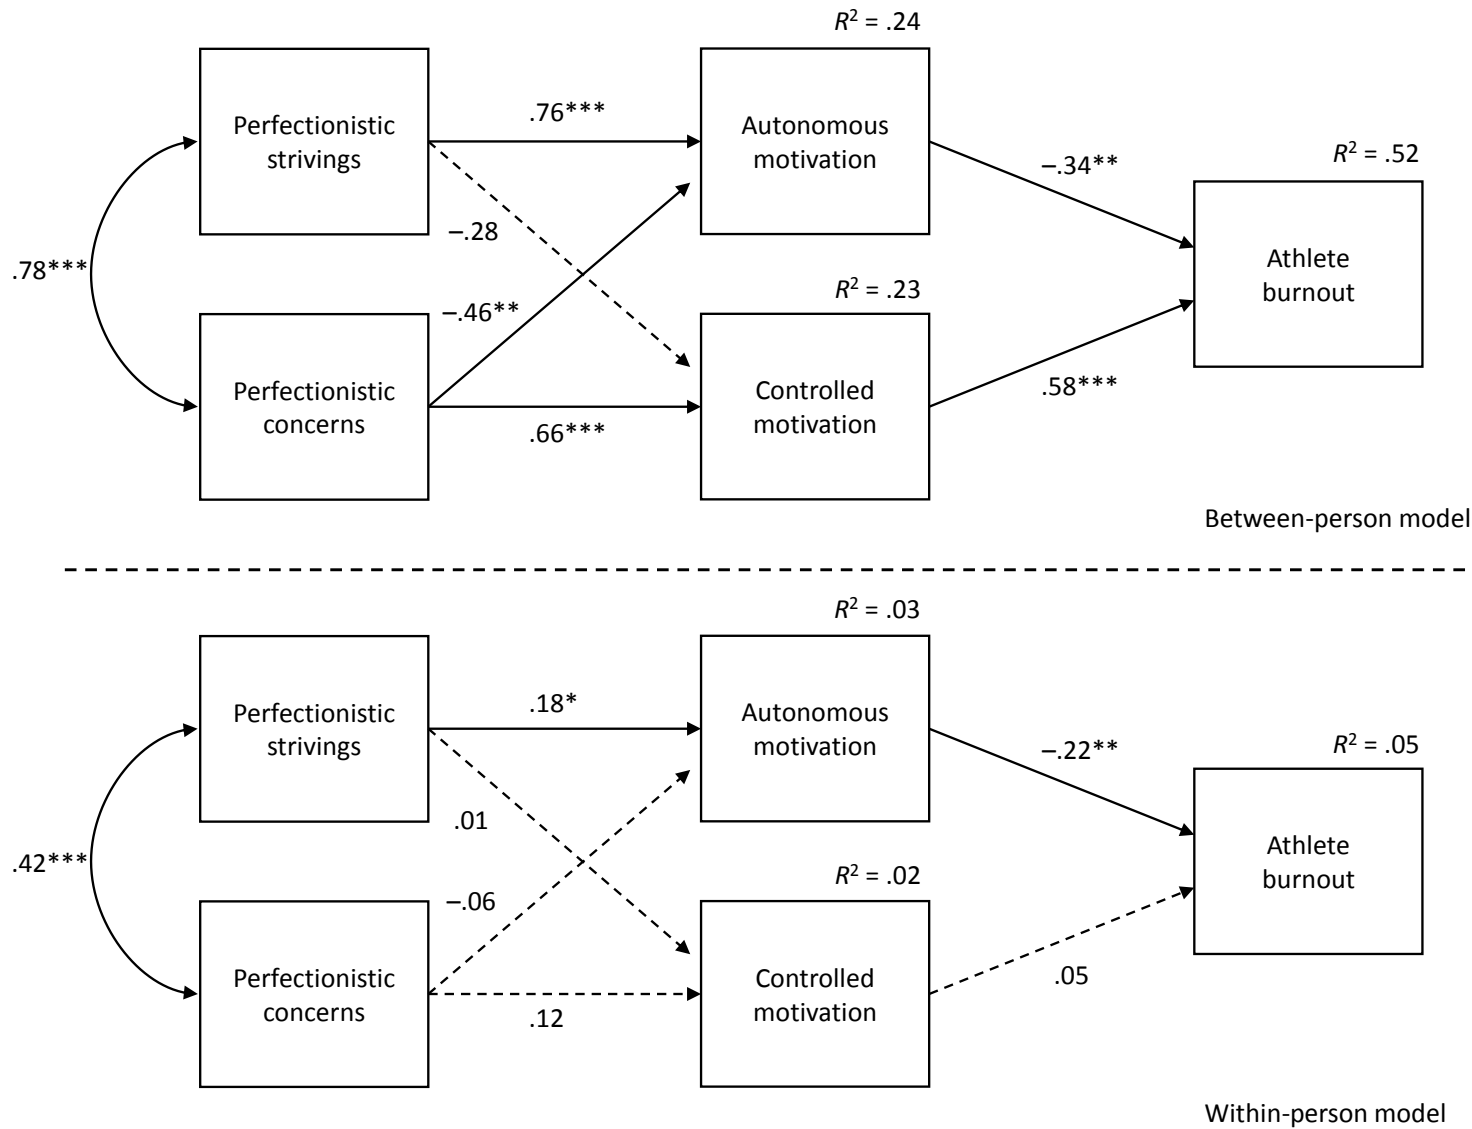 R² = .24
Perfectionistic
strivings
.76***
Autonomous
motivation
–.34**
R² = .52
–.28
.78***
Athlete
burnout
R² = .23
–.46**
Perfectionistic
concerns
.66***
Controlled
motivation
.58***
Between-person model
R² = .03
Perfectionistic
strivings
.18*
Autonomous
motivation
–.22**
R² = .05
.01
.42***
Athlete
burnout
R² = .02
–.06
Perfectionistic
concerns
.12
Controlled
motivation
.05
Within-person model